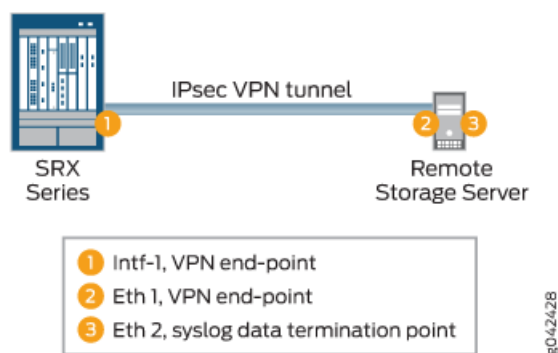 IPsec VPN tunnel
1
2
3
SRX
Series
Remote
Storage Server
1 Intf-1, VPN end-point
2 Eth 1, VPN end-point
3 Eth 2, syslog data termination point
g042428